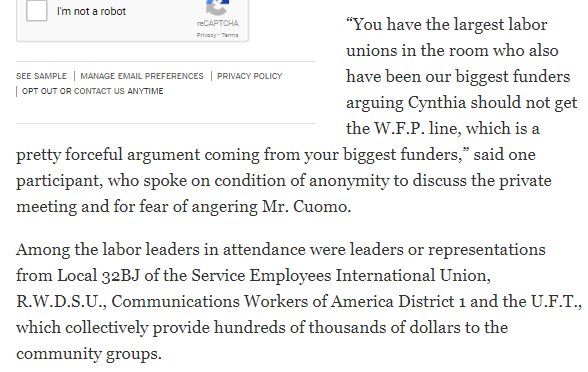 I'm not a robot
reCAPTCHA
Privacy - Terms
SEE SAMPLE | MANAGE EMAIL PREFERENCES | PRIVACY POLICY
| OPT OUT OR CONTACT US ANYTIME
“You have the largest labor
unions in the room who also
have been our biggest funders
arguing Cynthia should not get
the W.F.P. line, which is a
pretty forceful argument coming from your biggest funders,” said one
participant, who spoke on condition of anonymity to discuss the private
meeting and for fear of angering Mr. Cuomo.
Among the labor leaders in attendance were leaders or representations
from Local 32BJ of the Service Employees International Union,
R.W.D.S.U., Communications Workers of America District 1 and the U.F.T.,
which collectively provide hundreds of thousands of dollars to the
community groups.